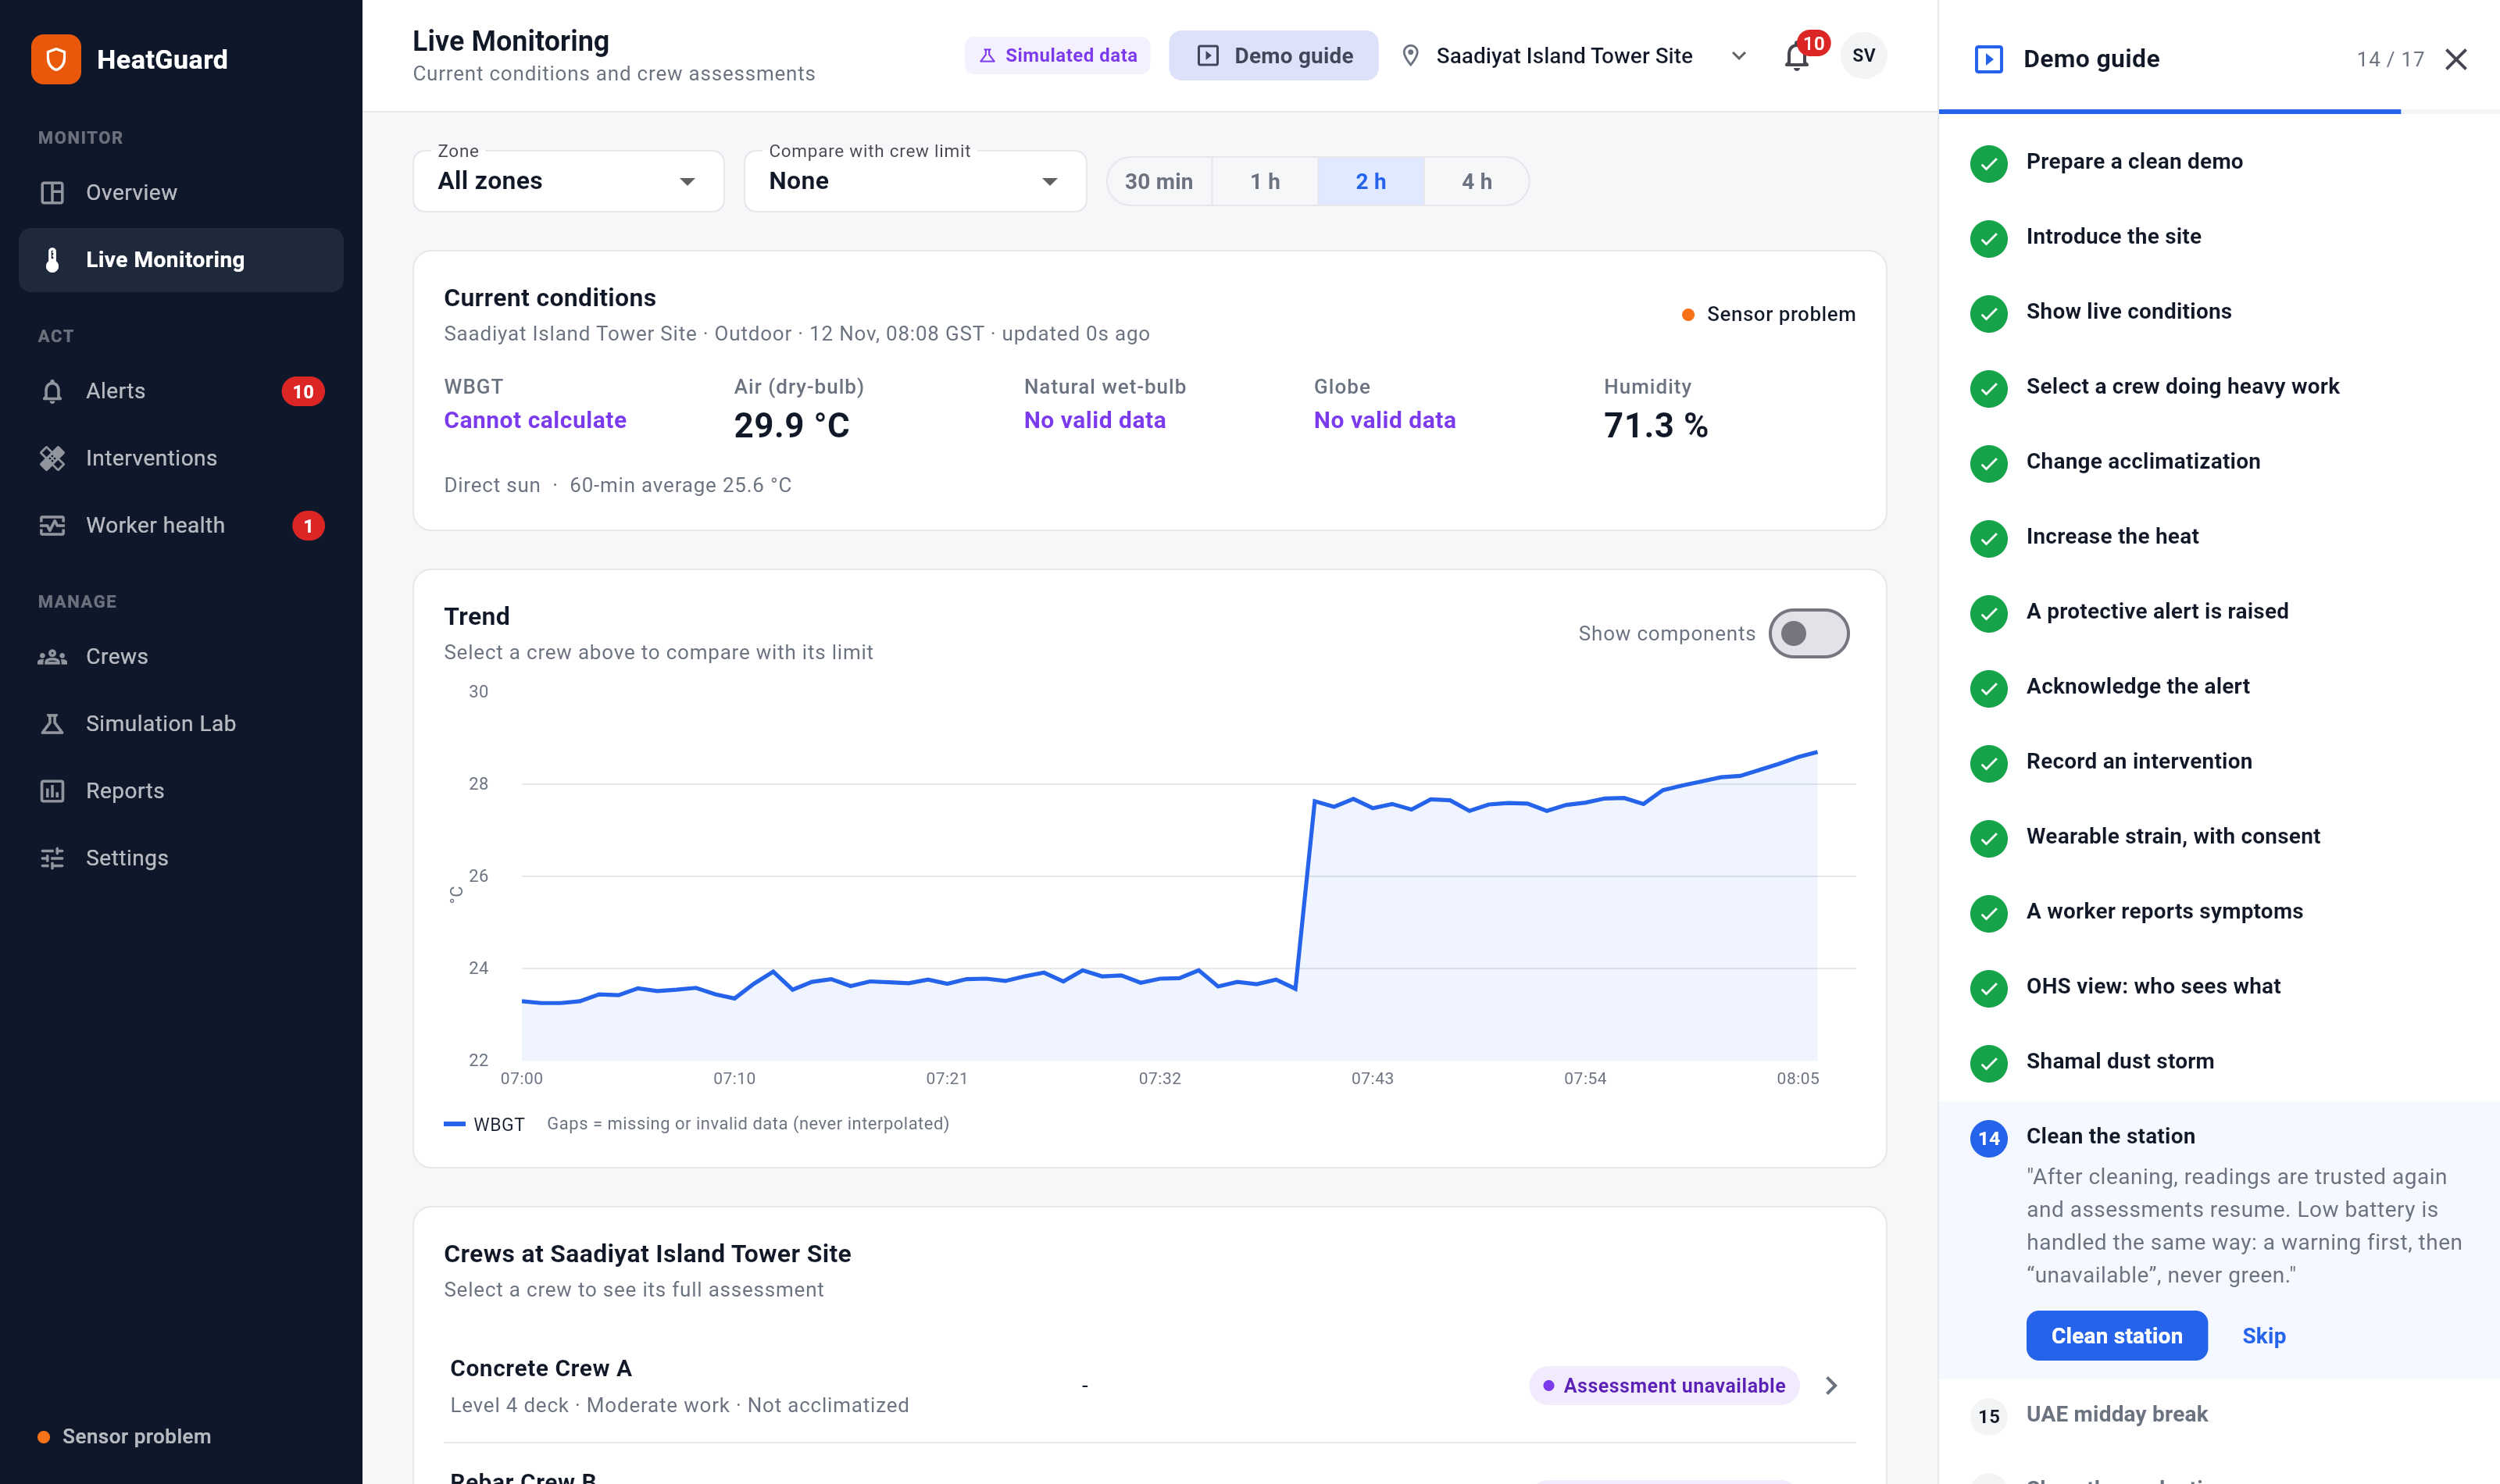 HeatGuard
MONITOR
Overview
Live Monitoring
ACT
Alerts
10
Interventions
Worker health
1
MANAGE
Crews
Simulation Lab
Reports
Settings
Sensor problem
Live Monitoring
Current conditions and crew assessments
Simulated data
Demo guide
Saadiyat Island Tower Site
10
SV
Zone
All zones
Compare with crew limit
None
30 min
1 h
2 h
4 h
Current conditions
Saadiyat Island Tower Site · Outdoor · 12 Nov, 08:08 GST · updated 0s ago
Sensor problem
WBGT
Cannot calculate
Air (dry-bulb)
29.9 °C
Natural wet-bulb
No valid data
Globe
No valid data
Humidity
71.3 %
Direct sun · 60-min average 25.6 °C
Trend
Select a crew above to compare with its limit
Show components
30
28
26
24
22
°C
07:00
07:10
07:21
07:32
07:43
07:54
08:05
WBGT
Gaps = missing or invalid data (never interpolated)
Crews at Saadiyat Island Tower Site
Select a crew to see its full assessment
Concrete Crew A
Level 4 deck · Moderate work · Not acclimatized
-
Assessment unavailable
Rebar Crew B
Demo guide
14 / 17
Prepare a clean demo
Introduce the site
Show live conditions
Select a crew doing heavy work
Change acclimatization
Increase the heat
A protective alert is raised
Acknowledge the alert
Record an intervention
Wearable strain, with consent
A worker reports symptoms
OHS view: who sees what
Shamal dust storm
14
Clean the station
"After cleaning, readings are trusted again
and assessments resume. Low battery is
handled the same way: a warning first, then
“unavailable”, never green."
Clean station
Skip
15
UAE midday break